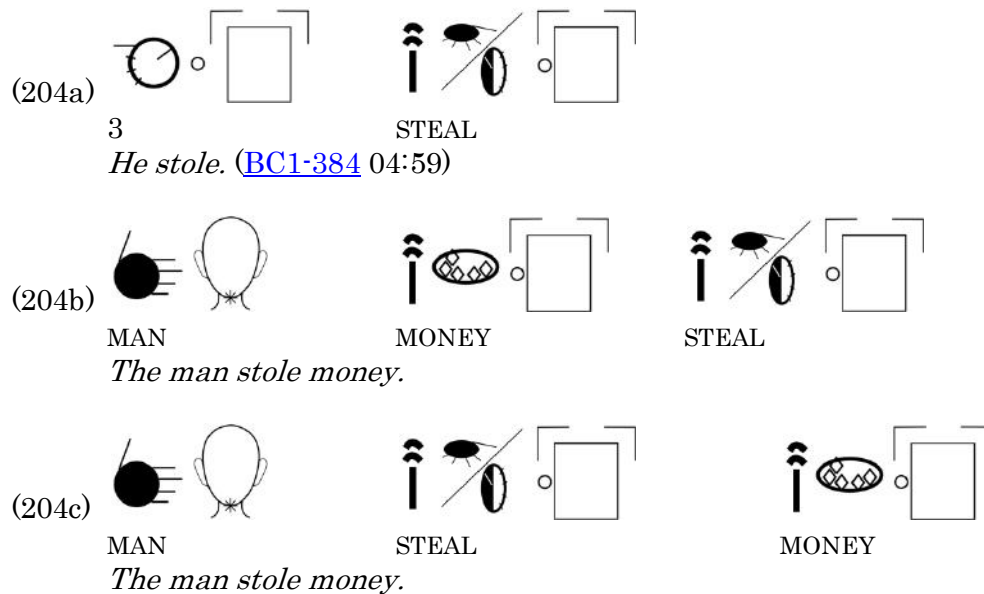 (204a)
3 STEAL
He stole. (BC1-384 04:59)
(204b)
MAN MONEY STEAL
The man stole money.
(204c)
MAN STEAL MONEY
The man stole money.